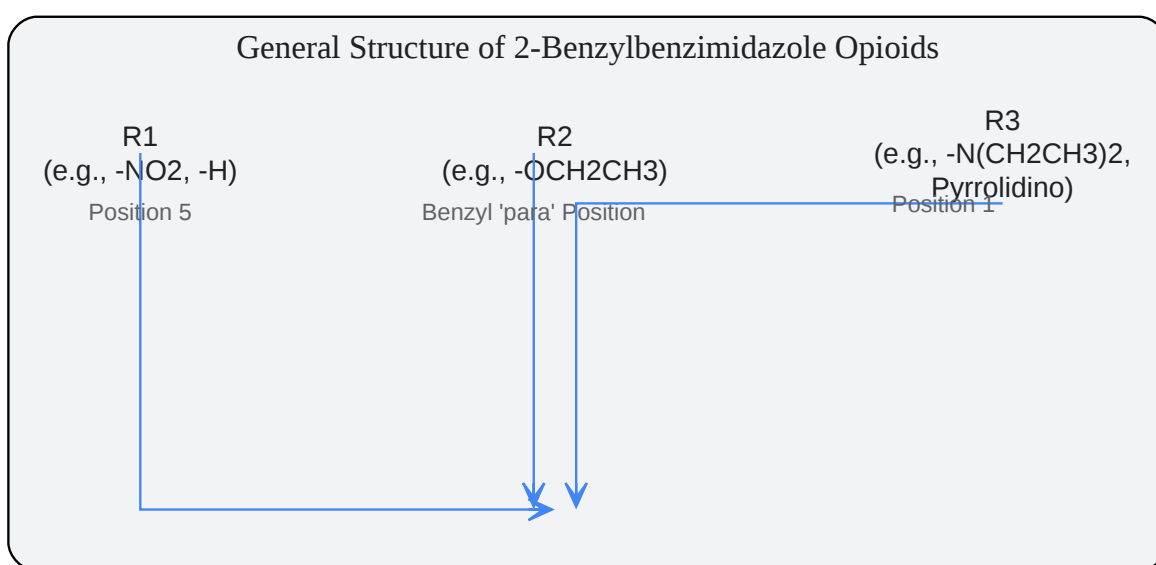 General Structure of 2-Benzylbenzimidazole Opioids
R1
(e.g., -NO2, -H)
Position 5
R2
(e.g., -OCH2CH3)
Benzyl 'para' Position
R3
(e.g., -N(CH2CH3)2,
Pyrrolidino)
Position 1